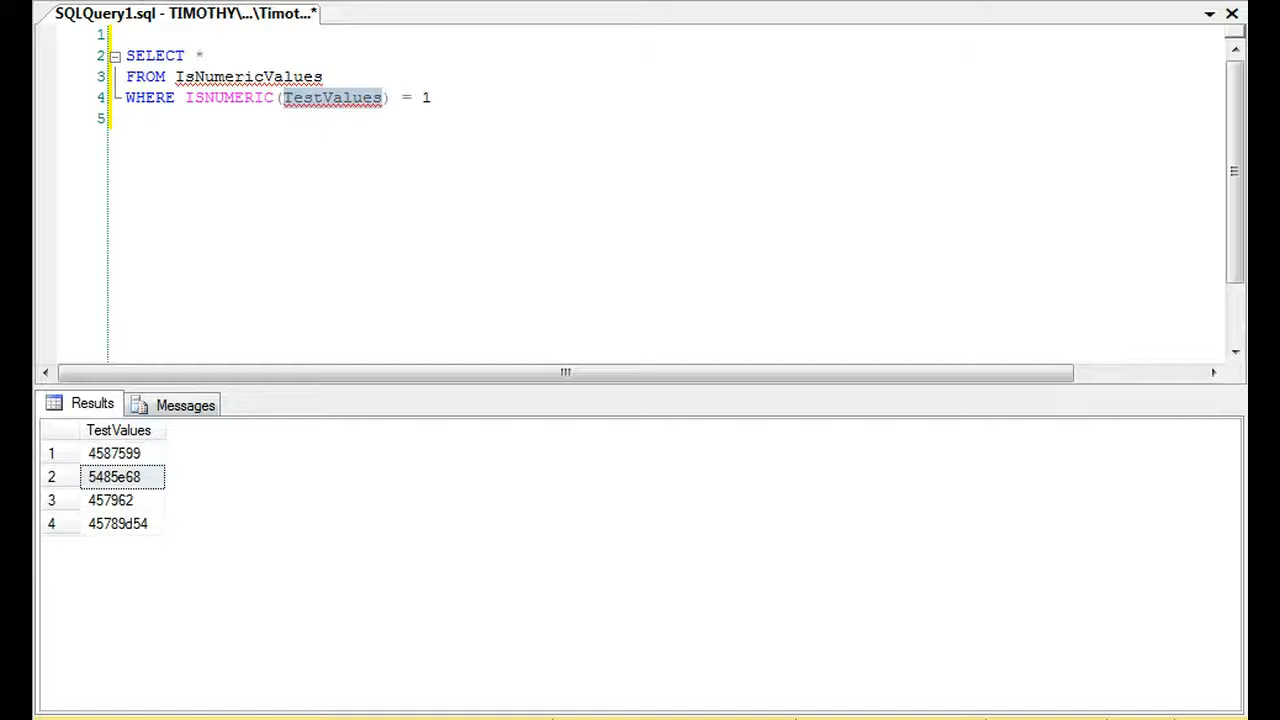 SQLQuery1.sql - TIMOTHY\...\Timot...*
1
2 SELECT *
3 FROM IsNumericValues
4 WHERE ISNUMERIC(TestValues) = 1
5
Results Messages
TestValues
1 4587599
2 5485e68
3 457962
4 45789d54